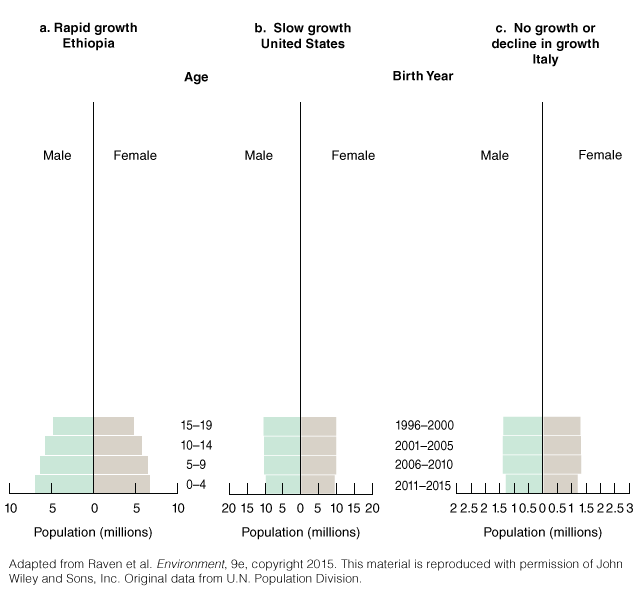 a. Rapid growth
Ethiopia
b. Slow growth
United States
c. No growth or
decline in growth
Italy
Age
Birth Year
Male
Female
Male
Female
Male
Female
15–19
1996–2000
10–14
2001–2005
5–9
2006–2010
0–4
2011–2015
10 5 0 5 10
20 15 10 5 0 5 10 15 20
2 2.5 2 1.5 1 0.5 0 0.5 1 1.5 2 2.5 3
Population (millions)
Population (millions)
Population (millions)
Adapted from Raven et al. Environment, 9e, copyright 2015. This material is reproduced with permission of John
Wiley and Sons, Inc. Original data from U.N. Population Division.